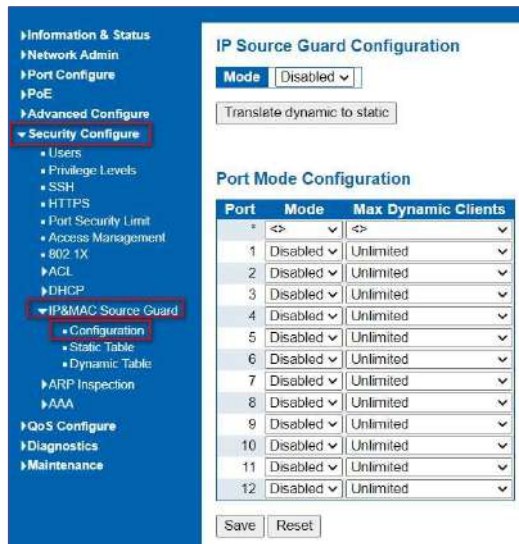 Information & Status
Network Admin
Port Configure
PoE
Advanced Configure
Security Configure
Users
Privilege Levels
SSH
HTTPS
Port Security Limit
Access Management
802.1X
ACL
DHCP
IP&MAC Source Guard
Configuration
Static Table
Dynamic Table
ARP Inspection
AAA
QoS Configure
Diagnostics
Maintenance
IP Source Guard Configuration
Mode Disabled
Translate dynamic to static
Port Mode Configuration
Port Mode Max Dynamic Clients
* <> <>
1 Disabled Unlimited
2 Disabled Unlimited
3 Disabled Unlimited
4 Disabled Unlimited
5 Disabled Unlimited
6 Disabled Unlimited
7 Disabled Unlimited
8 Disabled Unlimited
9 Disabled Unlimited
10 Disabled Unlimited
11 Disabled Unlimited
12 Disabled Unlimited
Save Reset